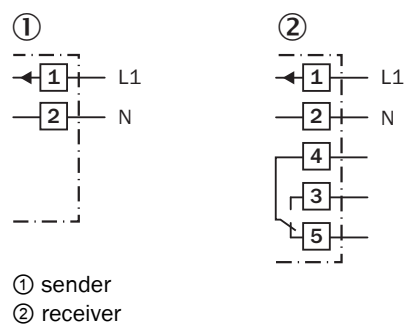 ① ②
1 L1 1 L1
2 N 2 N
4
3
5
① sender
② receiver